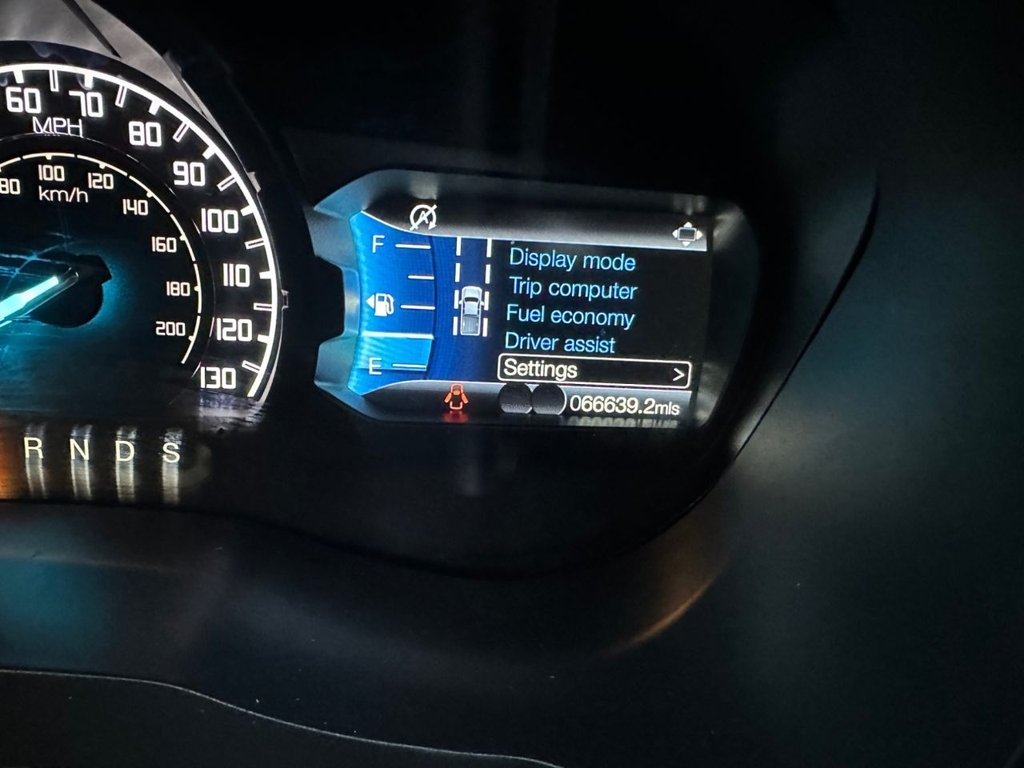 60 70 80 90 100 110 120 130
MPH
80 100 120 140 160 180 200
km/h
R N D S
A
F
E
Display mode
Trip computer
Fuel economy
Driver assist
Settings >
066639.2mls